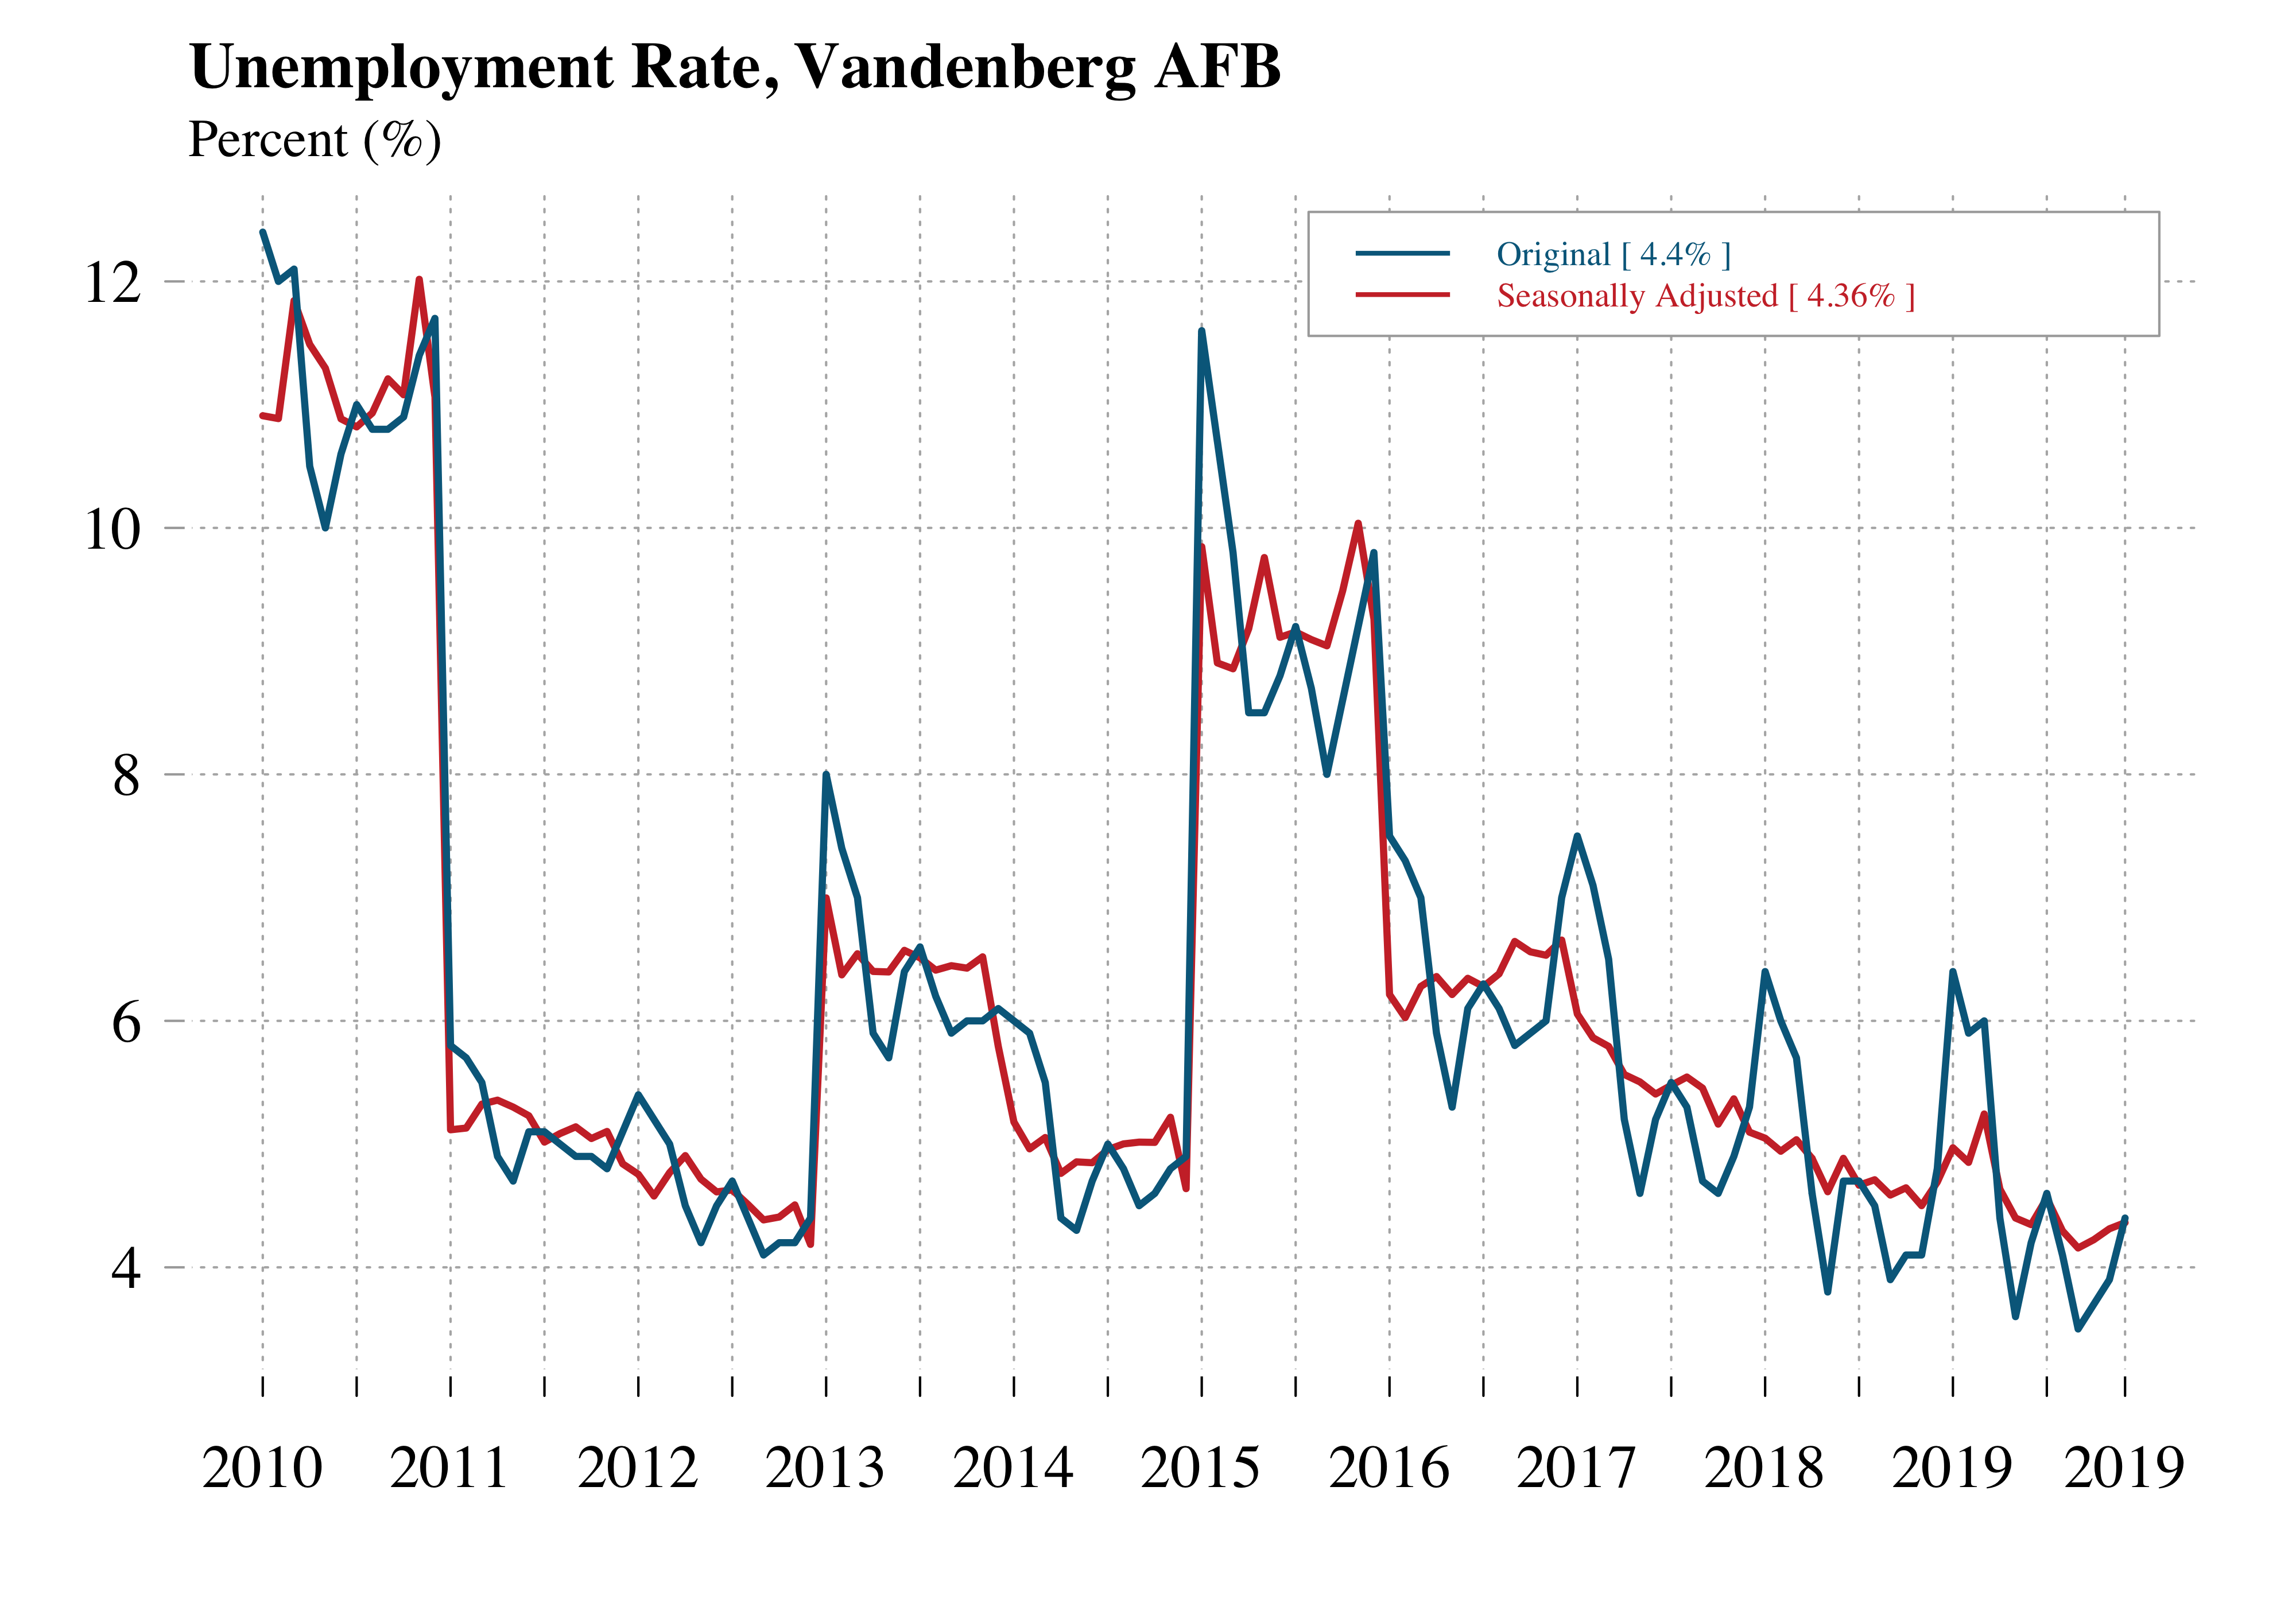 Unemployment Rate, Vandenberg AFB
Percent (%)
Original [ 4.4% ]
Seasonally Adjusted [ 4.36% ]
12
10
8
6
4
2010 2011 2012 2013 2014 2015 2016 2017 2018 2019 2019